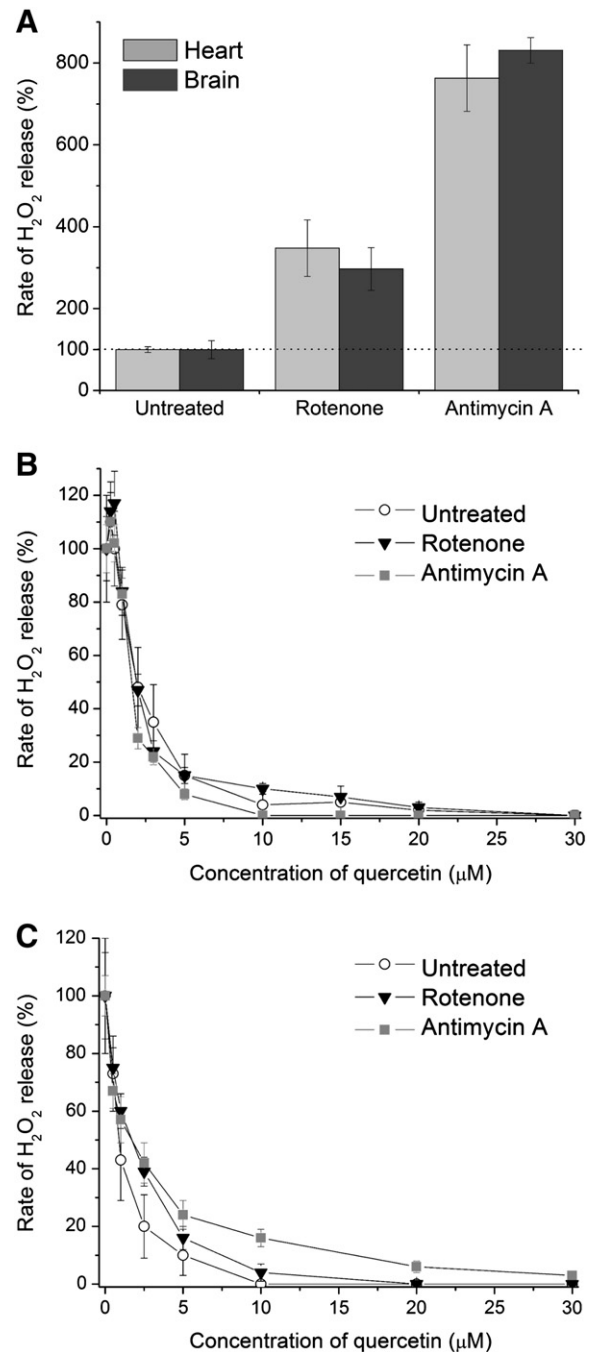 A
Heart
Brain
Rate of H₂O₂ release (%)
800
600
400
200
100
0
Untreated Rotenone Antimycin A
B
Untreated
Rotenone
Antimycin A
Rate of H₂O₂ release (%)
120
100
80
60
40
20
0
0 5 10 15 20 25 30
Concentration of quercetin (μM)
C
Untreated
Rotenone
Antimycin A
Rate of H₂O₂ release (%)
120
100
80
60
40
20
0
0 5 10 15 20 25 30
Concentration of quercetin (μM)